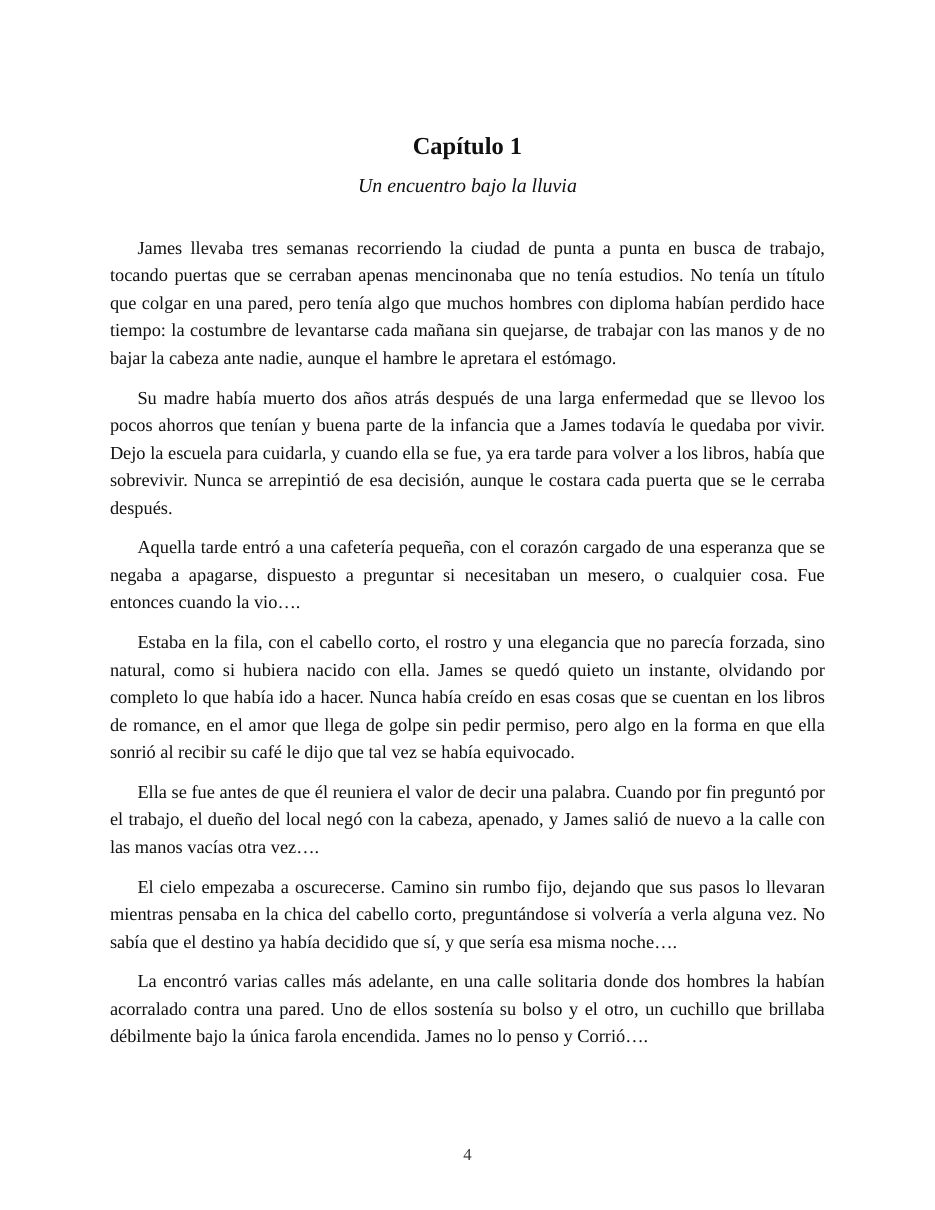 Capítulo 1
Un encuentro bajo la lluvia
James llevaba tres semanas recorriendo la ciudad de punta a punta en busca de trabajo,
tocando puertas que se cerraban apenas mencinonaba que no tenía estudios. No tenía un título
que colgar en una pared, pero tenía algo que muchos hombres con diploma habían perdido hace
tiempo: la costumbre de levantarse cada mañana sin quejarse, de trabajar con las manos y de no
bajar la cabeza ante nadie, aunque el hambre le apretara el estómago.
Su madre había muerto dos años atrás después de una larga enfermedad que se llevoo los
pocos ahorros que tenían y buena parte de la infancia que a James todavía le quedaba por vivir.
Dejo la escuela para cuidarla, y cuando ella se fue, ya era tarde para volver a los libros, había que
sobrevivir. Nunca se arrepintió de esa decisión, aunque le costara cada puerta que se le cerraba
después.
Aquella tarde entró a una cafetería pequeña, con el corazón cargado de una esperanza que se
negaba a apagarse, dispuesto a preguntar si necesitaban un mesero, o cualquier cosa. Fue
entonces cuando la vio….
Estaba en la fila, con el cabello corto, el rostro y una elegancia que no parecía forzada, sino
natural, como si hubiera nacido con ella. James se quedó quieto un instante, olvidando por
completo lo que había ido a hacer. Nunca había creído en esas cosas que se cuentan en los libros
de romance, en el amor que llega de golpe sin pedir permiso, pero algo en la forma en que ella
sonrió al recibir su café le dijo que tal vez se había equivocado.
Ella se fue antes de que él reuniera el valor de decir una palabra. Cuando por fin preguntó por
el trabajo, el dueño del local negó con la cabeza, apenado, y James salió de nuevo a la calle con
las manos vacías otra vez….
El cielo empezaba a oscurecerse. Camino sin rumbo fijo, dejando que sus pasos lo llevaran
mientras pensaba en la chica del cabello corto, preguntándose si volvería a verla alguna vez. No
sabía que el destino ya había decidido que sí, y que sería esa misma noche….
La encontró varias calles más adelante, en una calle solitaria donde dos hombres la habían
acorralado contra una pared. Uno de ellos sostenía su bolso y el otro, un cuchillo que brillaba
débilmente bajo la única farola encendida. James no lo penso y Corrió….
4